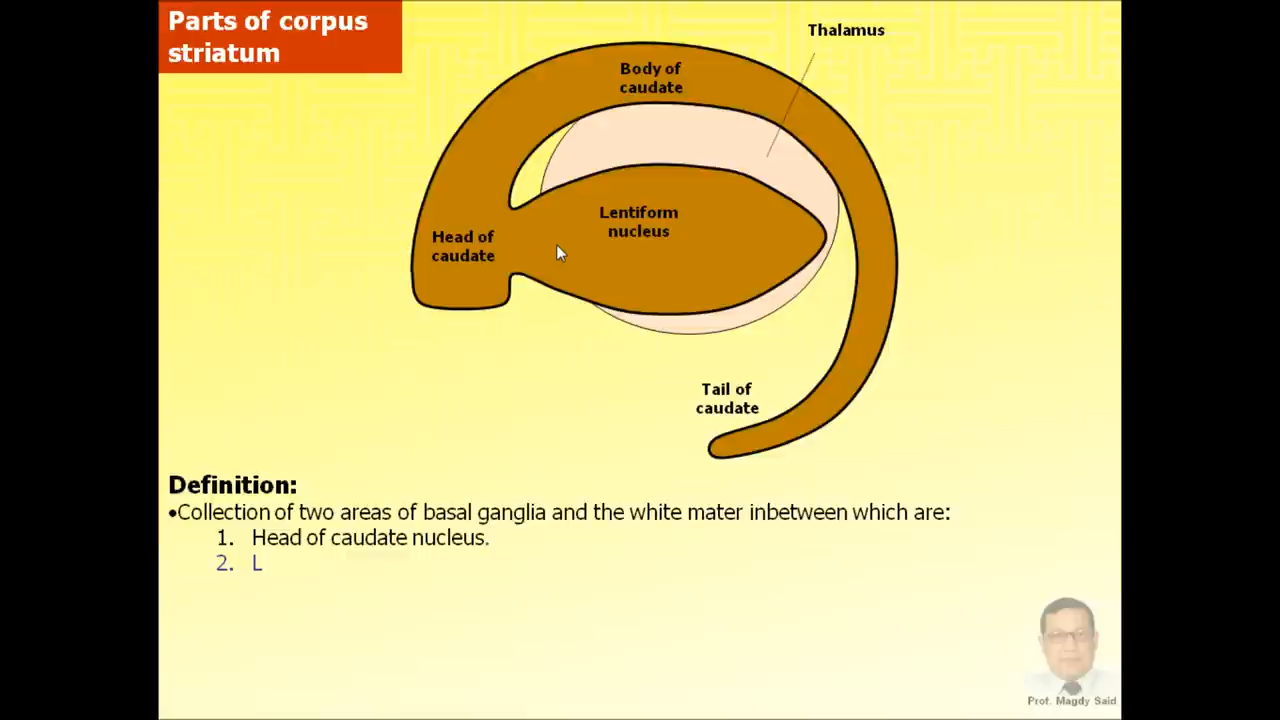 Parts of corpus
striatum
Thalamus
Body of
caudate
Lentiform
nucleus
Head of
caudate
Tail of
caudate
Definition:
•Collection of two areas of basal ganglia and the white mater inbetween which are:
1. Head of caudate nucleus.
2. L
Prof. Magdy Said